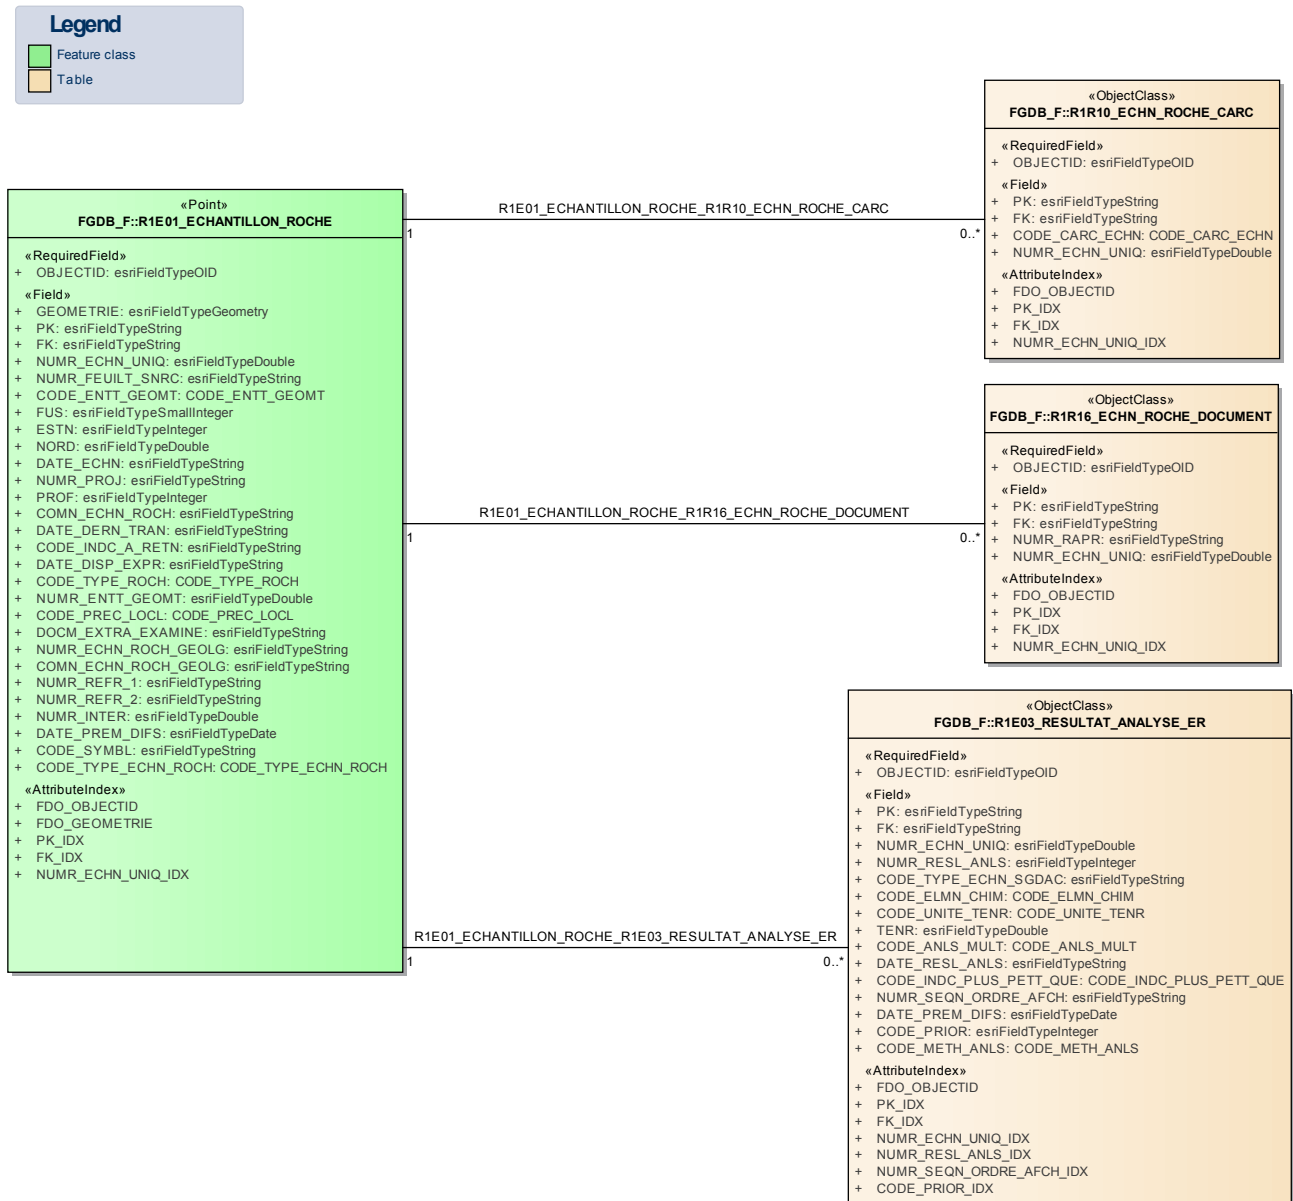 Legend
Feature class
Table
«ObjectClass»
FGDB_F::R1R10_ECHN_ROCHE_CARC
«RequiredField»
+ OBJECTID: esriFieldTypeOID
«Field»
+ PK: esriFieldTypeString
+ FK: esriFieldTypeString
+ CODE_CARC_ECHN: CODE_CARC_ECHN
+ NUMR_ECHN_UNIQ: esriFieldTypeDouble
«AttributeIndex»
+ FDO_OBJECTID
+ PK_IDX
+ FK_IDX
+ NUMR_ECHN_UNIQ_IDX
«Point»
FGDB_F::R1E01_ECHANTILLON_ROCHE
«RequiredField»
+ OBJECTID: esriFieldTypeOID
«Field»
+ GEOMETRIE: esriFieldTypeGeometry
+ PK: esriFieldTypeString
+ FK: esriFieldTypeString
+ NUMR_ECHN_UNIQ: esriFieldTypeDouble
+ NUMR_FEUILT_SNRC: esriFieldTypeString
+ CODE_ENTT_GEOMT: CODE_ENTT_GEOMT
+ FUS: esriFieldTypeSmallInteger
+ ESTN: esriFieldTypeInteger
+ NORD: esriFieldTypeDouble
+ DATE_ECHN: esriFieldTypeString
+ NUMR_PROJ: esriFieldTypeString
+ PROF: esriFieldTypeInteger
+ COMN_ECHN_ROCH: esriFieldTypeString
+ DATE_DERN_TRAN: esriFieldTypeString
+ CODE_INDC_A_RETN: esriFieldTypeString
+ DATE_DISP_EXPR: esriFieldTypeString
+ CODE_TYPE_ROCH: CODE_TYPE_ROCH
+ NUMR_ENTT_GEOMT: esriFieldTypeDouble
+ CODE_PREC_LOCL: CODE_PREC_LOCL
+ DOCM_EXTRA_EXAMINE: esriFieldTypeString
+ NUMR_ECHN_ROCH_GEOLG: esriFieldTypeString
+ COMN_ECHN_ROCH_GEOLG: esriFieldTypeString
+ NUMR_REFR_1: esriFieldTypeString
+ NUMR_REFR_2: esriFieldTypeString
+ NUMR_INTER: esriFieldTypeDouble
+ DATE_PREM_DIFS: esriFieldTypeDate
+ CODE_SYMBL: esriFieldTypeString
+ CODE_TYPE_ECHN_ROCH: CODE_TYPE_ECHN_ROCH
«AttributeIndex»
+ FDO_OBJECTID
+ FDO_GEOMETRIE
+ PK_IDX
+ FK_IDX
+ NUMR_ECHN_UNIQ_IDX
R1E01_ECHANTILLON_ROCHE_R1R10_ECHN_ROCHE_CARC
1
0..*
«ObjectClass»
FGDB_F::R1R16_ECHN_ROCHE_DOCUMENT
«RequiredField»
+ OBJECTID: esriFieldTypeOID
«Field»
+ PK: esriFieldTypeString
+ FK: esriFieldTypeString
+ NUMR_RAPR: esriFieldTypeString
+ NUMR_ECHN_UNIQ: esriFieldTypeDouble
«AttributeIndex»
+ FDO_OBJECTID
+ PK_IDX
+ FK_IDX
+ NUMR_ECHN_UNIQ_IDX
R1E01_ECHANTILLON_ROCHE_R1R16_ECHN_ROCHE_DOCUMENT
1
0..*
«ObjectClass»
FGDB_F::R1E03_RESULTAT_ANALYSE_ER
«RequiredField»
+ OBJECTID: esriFieldTypeOID
«Field»
+ PK: esriFieldTypeString
+ FK: esriFieldTypeString
+ NUMR_ECHN_UNIQ: esriFieldTypeDouble
+ NUMR_RESL_ANLS: esriFieldTypeInteger
+ CODE_TYPE_ECHN_SGDAC: esriFieldTypeString
+ CODE_ELMN_CHIM: CODE_ELMN_CHIM
+ CODE_UNITE_TENR: CODE_UNITE_TENR
+ TENR: esriFieldTypeDouble
+ CODE_ANLS_MULT: CODE_ANLS_MULT
+ DATE_RESL_ANLS: esriFieldTypeString
+ CODE_INDC_PLUS_PETT_QUE: CODE_INDC_PLUS_PETT_QUE
+ NUMR_SEQN_ORDRE_AFCH: esriFieldTypeString
+ DATE_PREM_DIFS: esriFieldTypeDate
+ CODE_PRIOR: esriFieldTypeInteger
+ CODE_METH_ANLS: CODE_METH_ANLS
«AttributeIndex»
+ FDO_OBJECTID
+ PK_IDX
+ FK_IDX
+ NUMR_ECHN_UNIQ_IDX
+ NUMR_RESL_ANLS_IDX
+ NUMR_SEQN_ORDRE_AFCH_IDX
+ CODE_PRIOR_IDX
R1E01_ECHANTILLON_ROCHE_R1E03_RESULTAT_ANALYSE_ER
1
0..*